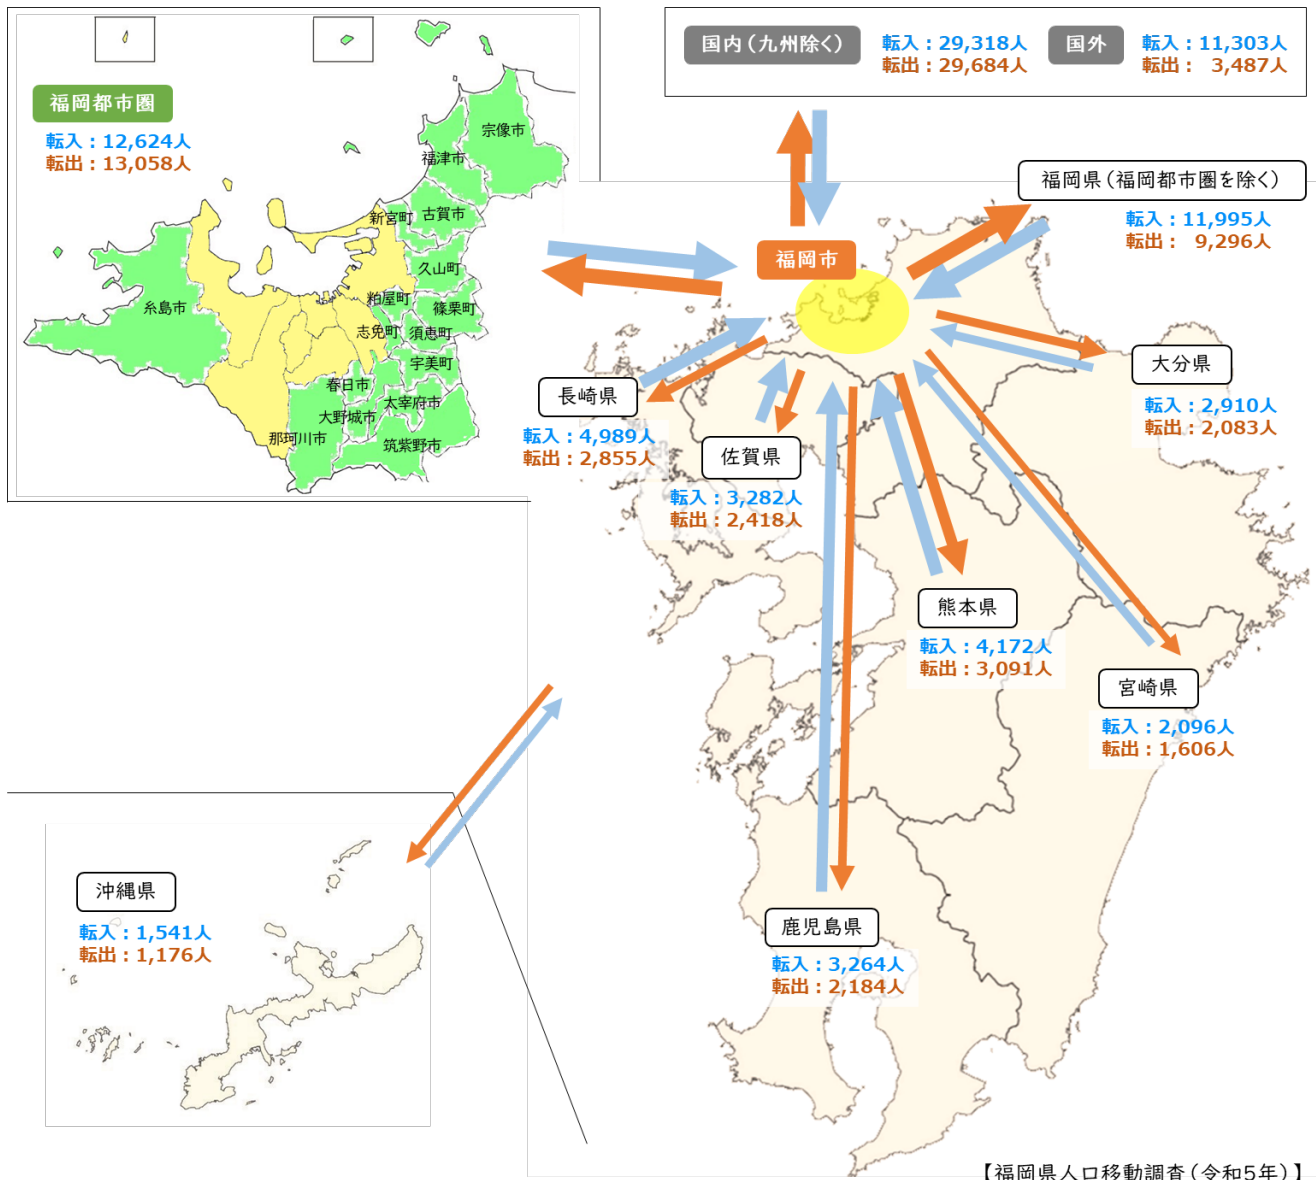 福岡都市圏
転入：12,624人
転出：13,058人
宗像市
福津市
新宮町
古賀市
久山町
粕屋町
篠栗町
志免町
須恵町
宇美町
糸島市
春日市
太宰府市
大野城市
那珂川市
筑紫野市
国内（九州除く）
転入：29,318人
転出：29,684人
国外
転入：11,303人
転出： 3,487人
福岡県（福岡都市圏を除く）
転入：11,995人
転出： 9,296人
福岡市
大分県
転入：2,910人
転出：2,083人
長崎県
転入：4,989人
転出：2,855人
佐賀県
転入：3,282人
転出：2,418人
熊本県
転入：4,172人
転出：3,091人
宮崎県
転入：2,096人
転出：1,606人
沖縄県
転入：1,541人
転出：1,176人
鹿児島県
転入：3,264人
転出：2,184人
【福岡県人口移動調査（令和5年）】